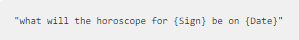 "what will the horoscope for {Sign} be on {Date}"